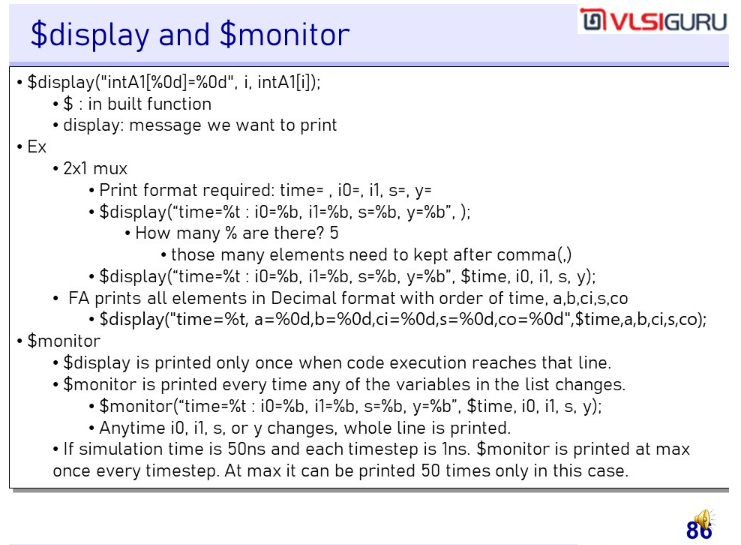 $display and $monitor
VLSIGURU
• $display("intA1[%0d]=%0d", i, intA1[i]);
• $ : in built function
• display: message we want to print
• Ex
• 2x1 mux
• Print format required: time= , i0=, i1, s=, y=
• $display(“time=%t : i0=%b, i1=%b, s=%b, y=%b”, );
• How many % are there? 5
• those many elements need to kept after comma(,)
• $display(“time=%t : i0=%b, i1=%b, s=%b, y=%b”, $time, i0, i1, s, y);
• FA prints all elements in Decimal format with order of time, a,b,ci,s,co
• $display("time=%t, a=%0d,b=%0d,ci=%0d,s=%0d,co=%0d",$time,a,b,ci,s,co);
• $monitor
• $display is printed only once when code execution reaches that line.
• $monitor is printed every time any of the variables in the list changes.
• $monitor(“time=%t : i0=%b, i1=%b, s=%b, y=%b”, $time, i0, i1, s, y);
• Anytime i0, i1, s, or y changes, whole line is printed.
• If simulation time is 50ns and each timestep is 1ns. $monitor is printed at max
once every timestep. At max it can be printed 50 times only in this case.
86